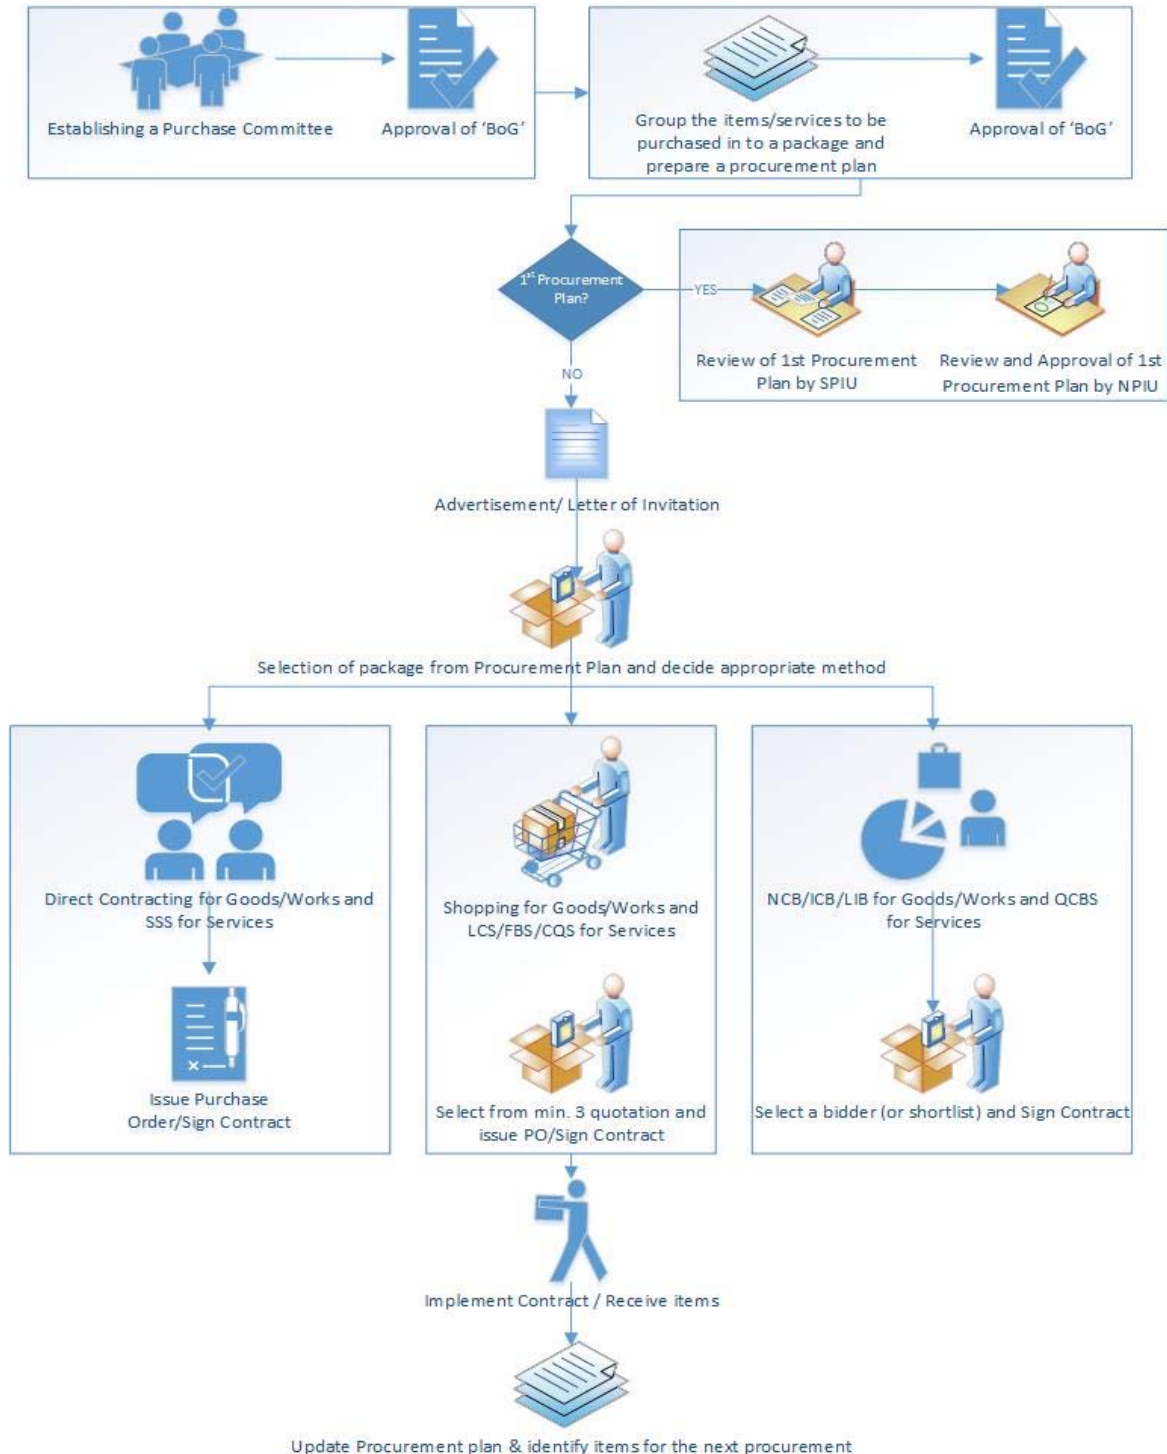 Establishing a Purchase Committee
Approval of ‘BoG’
Group the items/services to be
purchased in to a package and
prepare a procurement plan
Approval of ‘BoG’
1st Procurement
Plan?
YES
Review of 1st Procurement
Plan by SPIU
Review and Approval of 1st
Procurement Plan by NPIU
NO
Advertisement/ Letter of Invitation
Selection of package from Procurement Plan and decide appropriate method
Direct Contracting for Goods/Works and
SSS for Services
Issue Purchase
Order/Sign Contract
Shopping for Goods/Works and
LCS/FBS/CQS for Services
Select from min. 3 quotation and
issue PO/Sign Contract
NCB/ICB/LIB for Goods/Works and QCBS
for Services
Select a bidder (or shortlist) and Sign Contract
Implement Contract / Receive items
Update Procurement plan & identify items for the next procurement